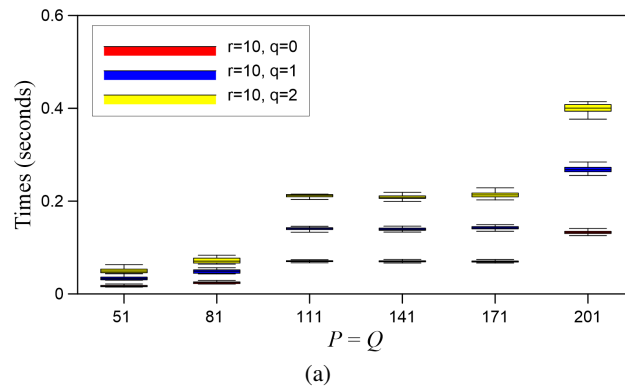 0.6
r=10, q=0
r=10, q=1
r=10, q=2
0.4
Times (seconds)
0.2
0
51 81 111 141 171 201
P = Q
(a)